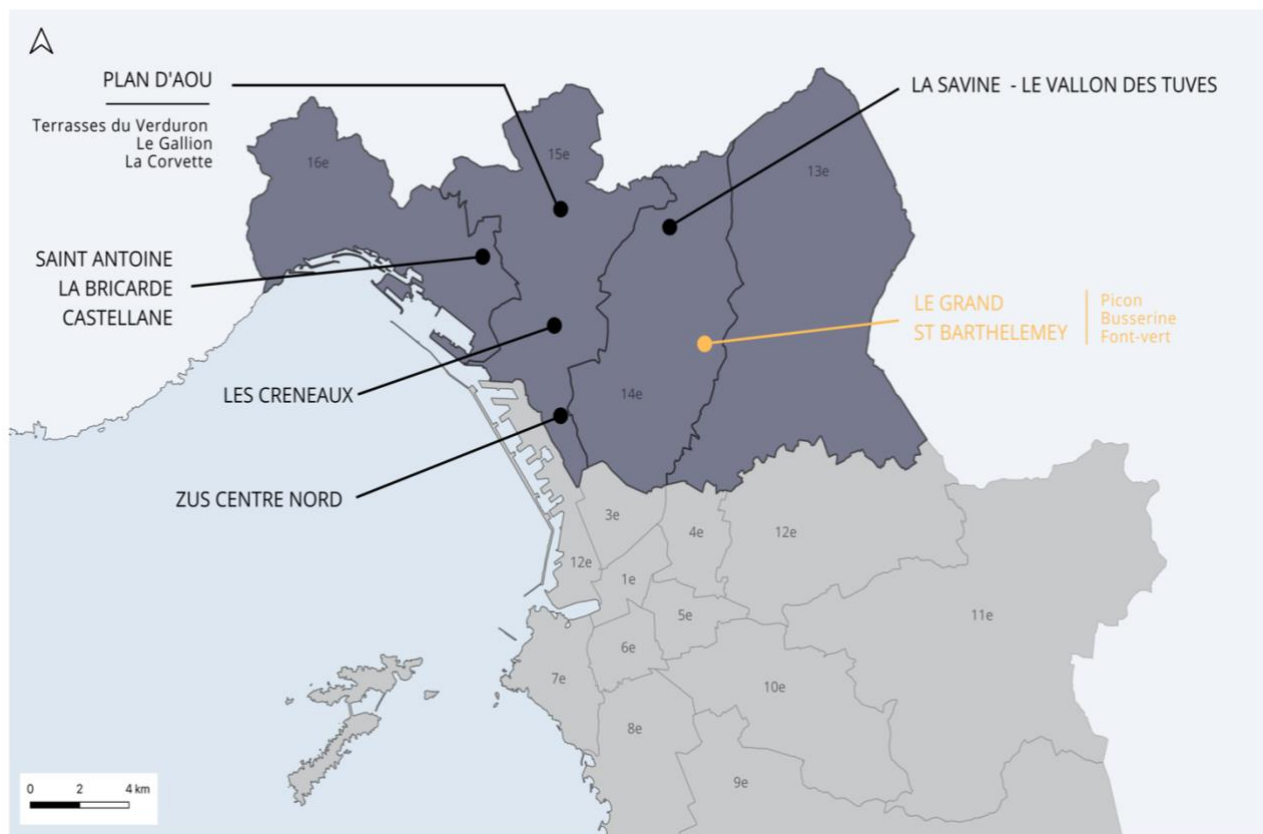 PLAN D'AOU
Terrasses du Verduron
Le Gallion
La Corvette
LA SAVINE - LE VALLON DES TUVES
16e
15e
13e
SAINT ANTOINE
LA BRICARDE
CASTELLANE
LE GRAND
ST BARTHELEMEY
Picon
Busserine
Font-vert
LES CRENEAUX
14e
ZUS CENTRE NORD
3e
4e
12e
12e
1e
5e
11e
6e
7e
10e
8e
9e
0 2 4 km